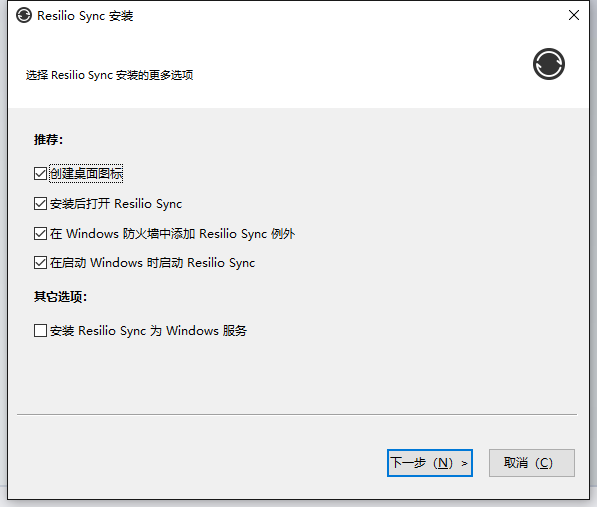 Resilio Sync 安装
选择 Resilio Sync 安装的更多选项
推荐：
创建桌面图标
安装后打开 Resilio Sync
在 Windows 防火墙中添加 Resilio Sync 例外
在启动 Windows 时启动 Resilio Sync
其它选项：
安装 Resilio Sync 为 Windows 服务
下一步（N）> 取消（C）